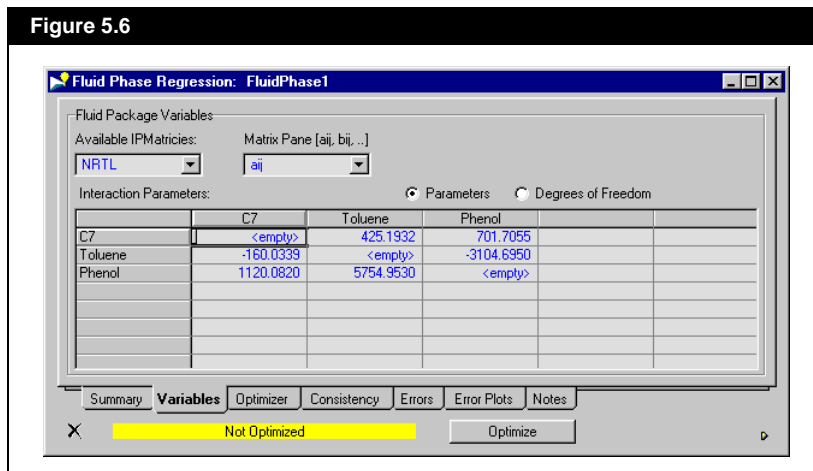 Figure 5.6
Fluid Phase Regression: FluidPhase1
Fluid Package Variables
Available IPMatricies: Matrix Pane [aij, bij, ..]
NRTL aij
Interaction Parameters: Parameters Degrees of Freedom
C7 Toluene Phenol
C7 <empty> 425.1932 701.7055
Toluene -160.0339 <empty> -3104.6950
Phenol 1120.0820 5754.9530 <empty>
Summary Variables Optimizer Consistency Errors Error Plots Notes
Not Optimized Optimize